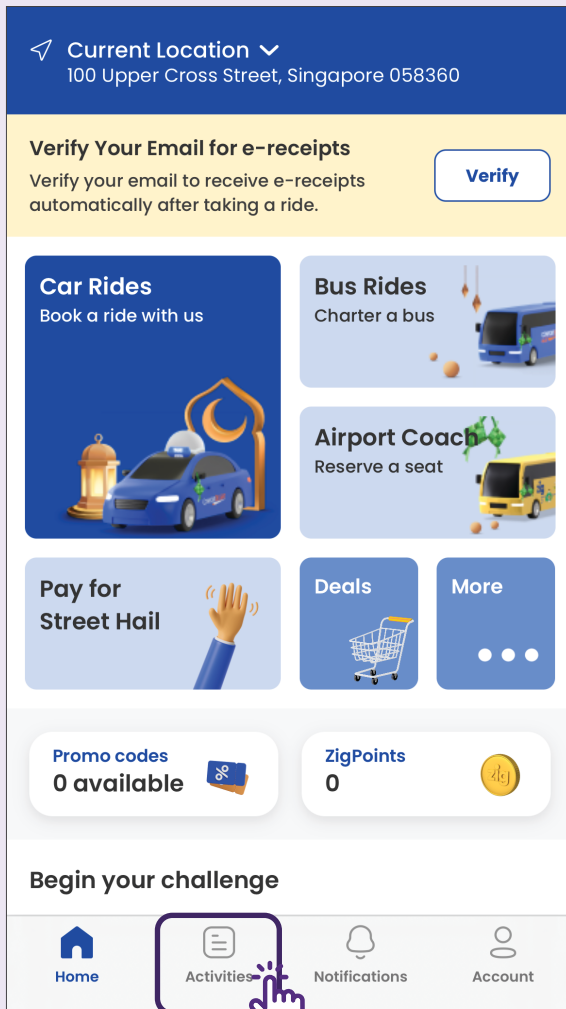 Current Location
100 Upper Cross Street, Singapore 058360
Verify Your Email for e-receipts
Verify your email to receive e-receipts
automatically after taking a ride.
Verify
Car Rides
Book a ride with us
Bus Rides
Charter a bus
Airport Coach
Reserve a seat
Pay for
Street Hail
Deals
More
Promo codes
0 available
%
ZigPoints
0
zig
Begin your challenge
Home
Activities
Notifications
Account